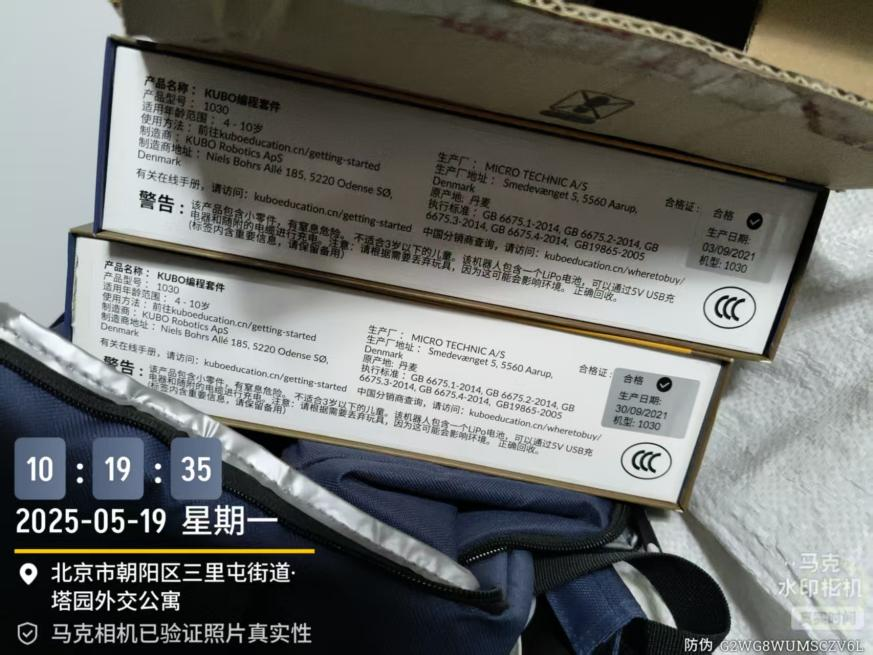 产品名称： KUBO编程套件
产品型号： 1030
适用年龄范围： 4 - 10岁
使用方法： 前往kuboeducation.cn/getting-started
制造商： KUBO Robotics ApS
制造商地址： Niels Bohrs Allé 185, 5220 Odense SØ,
Denmark
有关在线手册，请访问：kuboeducation.cn/getting-started
生产厂： MICRO TECHNIC A/S
生产厂地址： Smedevænget 5, 5560 Aarup,
Denmark
原产地: 丹麦
执行标准：GB 6675.1-2014, GB 6675.2-2014, GB
6675.3-2014, GB 6675.4-2014, GB19865-2005
中国分销商查询，请访问：kuboeducation.cn/wheretobuy/
合格证： 合格
生产日期:
03/09/2021
机型: 1030
警告：
该产品包含小零件，有窒息危险。不适合3岁以下的儿童。该机器人包含一个LiPo电池，可以通过5V USB充
电器和随附的电缆进行充电。注意：请根据需要丢弃玩具，因为这可能会影响环境。 正确回收。
(标签内含重要信息，请保留备用)
CCC
产品名称： KUBO编程套件
产品型号： 1030
适用年龄范围： 4 - 10岁
使用方法： 前往kuboeducation.cn/getting-started
制造商： KUBO Robotics ApS
制造商地址： Niels Bohrs Allé 185, 5220 Odense SØ,
Denmark
有关在线手册，请访问：kuboeducation.cn/getting-started
生产厂： MICRO TECHNIC A/S
生产厂地址： Smedevænget 5, 5560 Aarup,
Denmark
原产地: 丹麦
执行标准：GB 6675.1-2014, GB 6675.2-2014, GB
6675.3-2014, GB 6675.4-2014, GB19865-2005
中国分销商查询，请访问：kuboeducation.cn/wheretobuy/
合格证： 合格
生产日期:
30/09/2021
机型: 1030
警告：
该产品包含小零件，有窒息危险。不适合3岁以下的儿童。该机器人包含一个LiPo电池，可以通过5V USB充
电器和随附的电缆进行充电。注意：请根据需要丢弃玩具，因为这可能会影响环境。 正确回收。
(标签内含重要信息，请保留备用)
CCC
10:19:35
2025-05-19 星期一
北京市朝阳区三里屯街道·
塔园外交公寓
马克相机已验证照片真实性
马克
水印相机
真实时间
防伪 G2WG8WUMSCZV6L